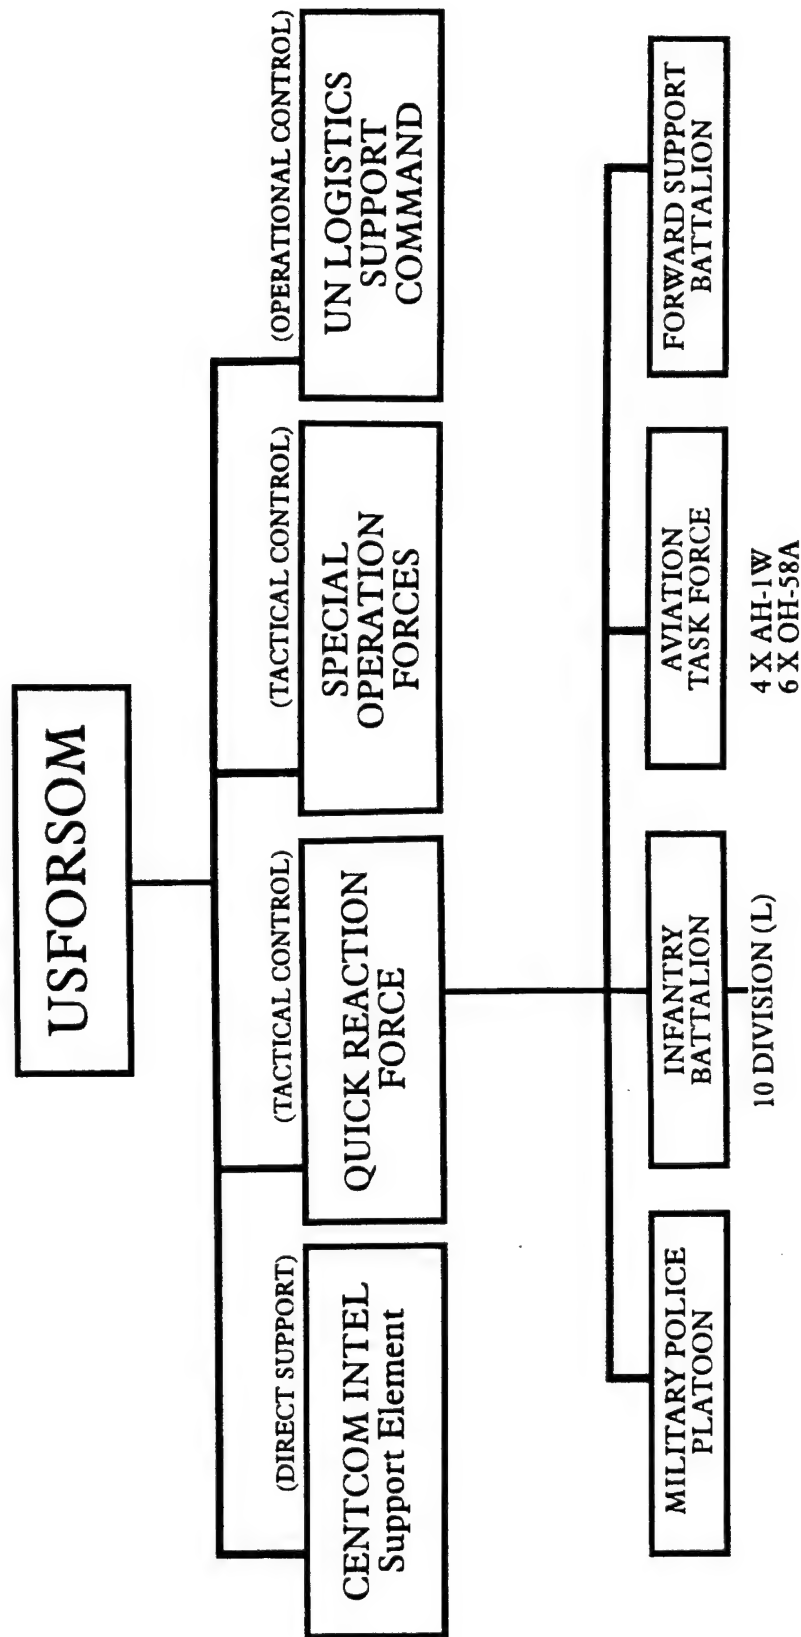 USFORSOM
(DIRECT SUPPORT)
CENTCOM INTEL
Support Element
(TACTICAL CONTROL)
QUICK REACTION
FORCE
(TACTICAL CONTROL)
SPECIAL
OPERATION
FORCES
(OPERATIONAL CONTROL)
UN LOGISTICS
SUPPORT
COMMAND
MILITARY POLICE
PLATOON
INFANTRY
BATTALION
10 DIVISION (L)
AVIATION
TASK FORCE
4 X AH-1W
6 X OH-58A
FORWARD SUPPORT
BATTALION